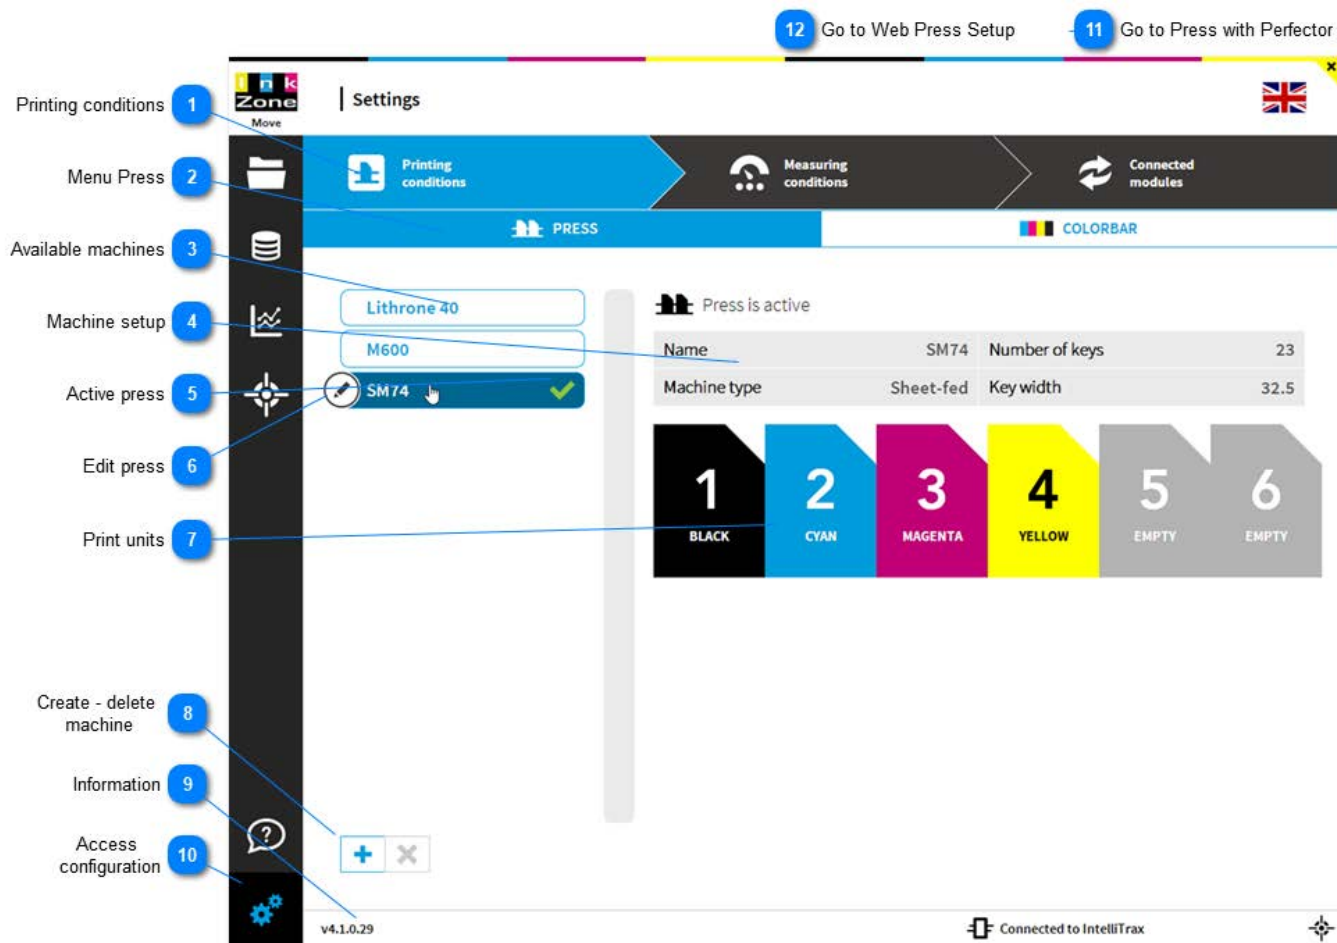 12 Go to Web Press Setup
11 Go to Press with Perfector
Ink
Zone
Move
Settings
Printing conditions 1
Menu Press 2
Available machines 3
Machine setup 4
Active press 5
Edit press 6
Print units 7
Create - delete
machine 8
Information 9
Access
configuration 10
Printing
conditions
Measuring
conditions
Connected
modules
PRESS
COLORBAR
Lithrone 40
M600
SM74
Press is active
Name SM74 Number of keys 23
Machine type Sheet-fed Key width 32.5
1 2 3 4 5 6
BLACK CYAN MAGENTA YELLOW EMPTY EMPTY
v4.1.0.29
Connected to IntelliTrax